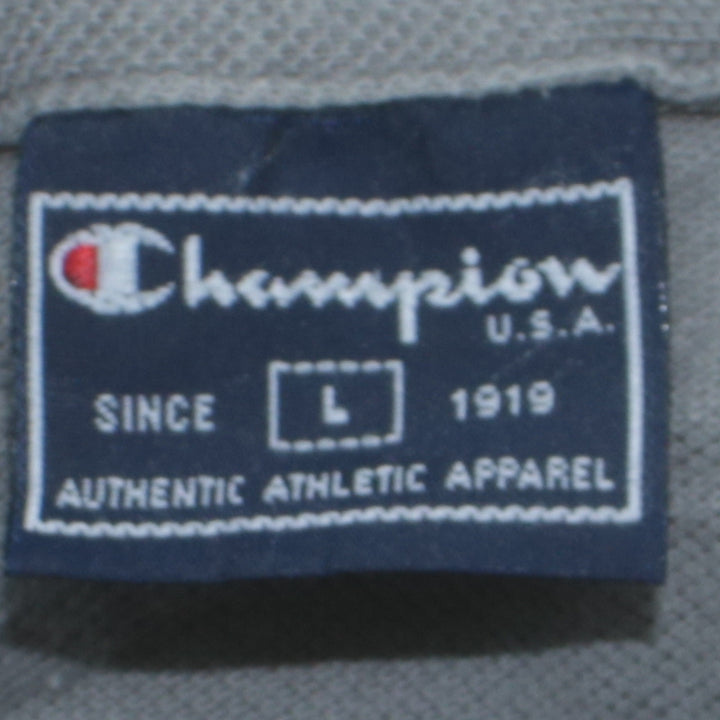 Champion
U.S.A.
SINCE L 1919
AUTHENTIC ATHLETIC APPAREL